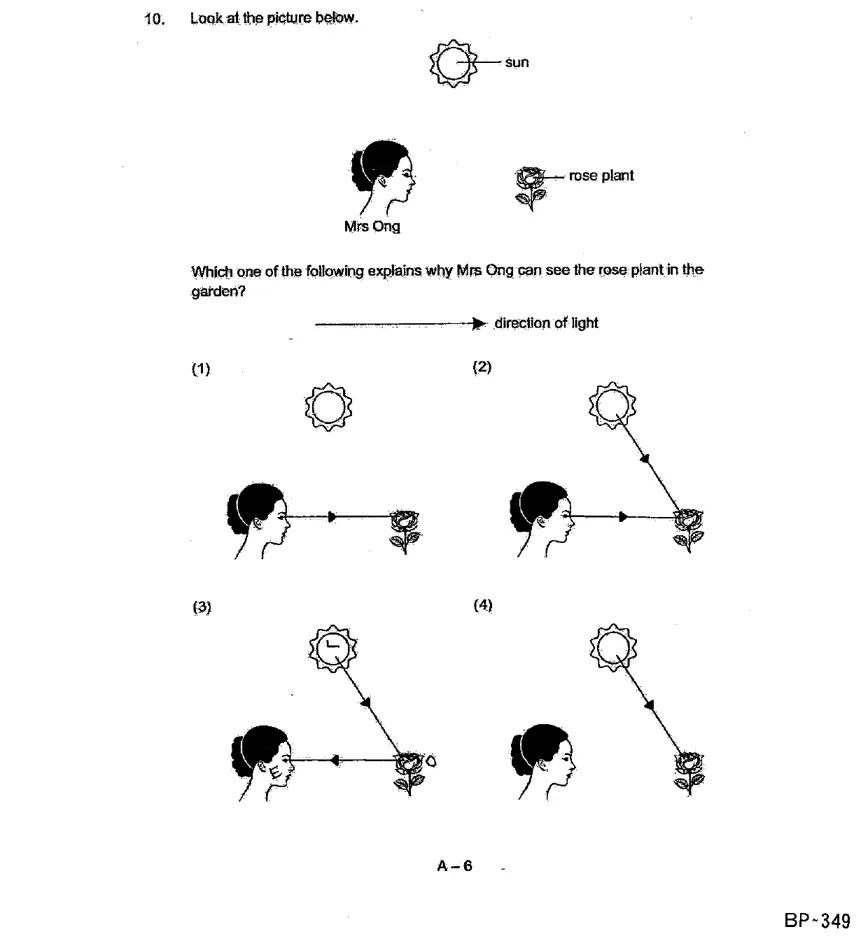 10. Look at the picture below.
sun
rose plant
Mrs Ong
Which one of the following explains why Mrs Ong can see the rose plant in the
garden?
direction of light
(1)
(2)
(3)
(4)
L
E
O
A – 6
BP~349